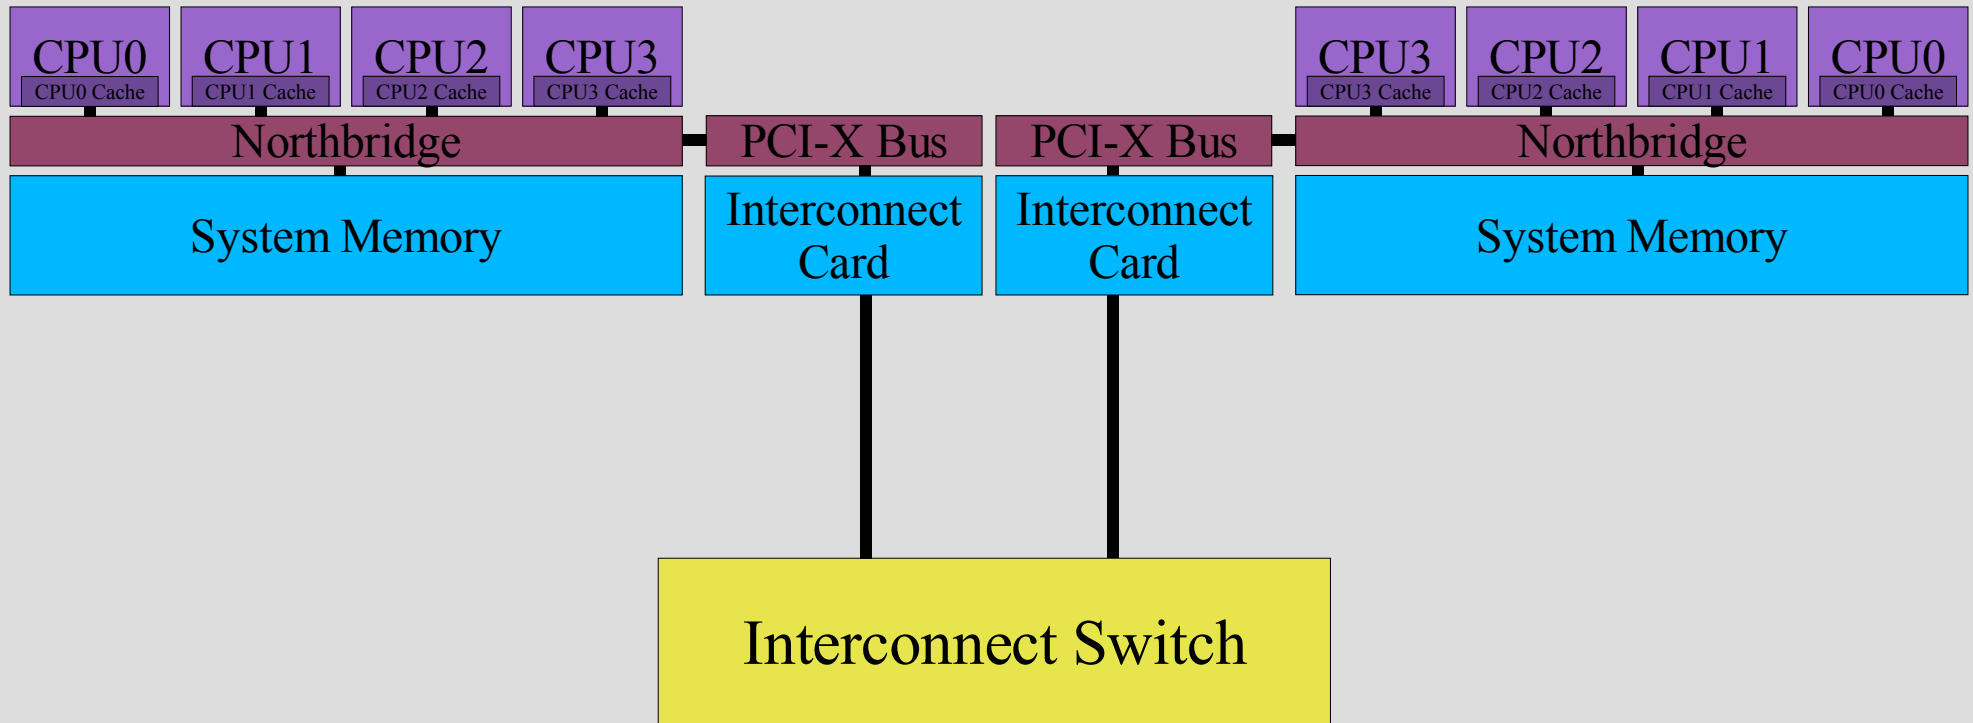 CPU0
CPU0 Cache
CPU1
CPU1 Cache
CPU2
CPU2 Cache
CPU3
CPU3 Cache
CPU3
CPU3 Cache
CPU2
CPU2 Cache
CPU1
CPU1 Cache
CPU0
CPU0 Cache
Northbridge
PCI-X Bus
PCI-X Bus
Northbridge
System Memory
Interconnect
Card
Interconnect
Card
System Memory
Interconnect Switch